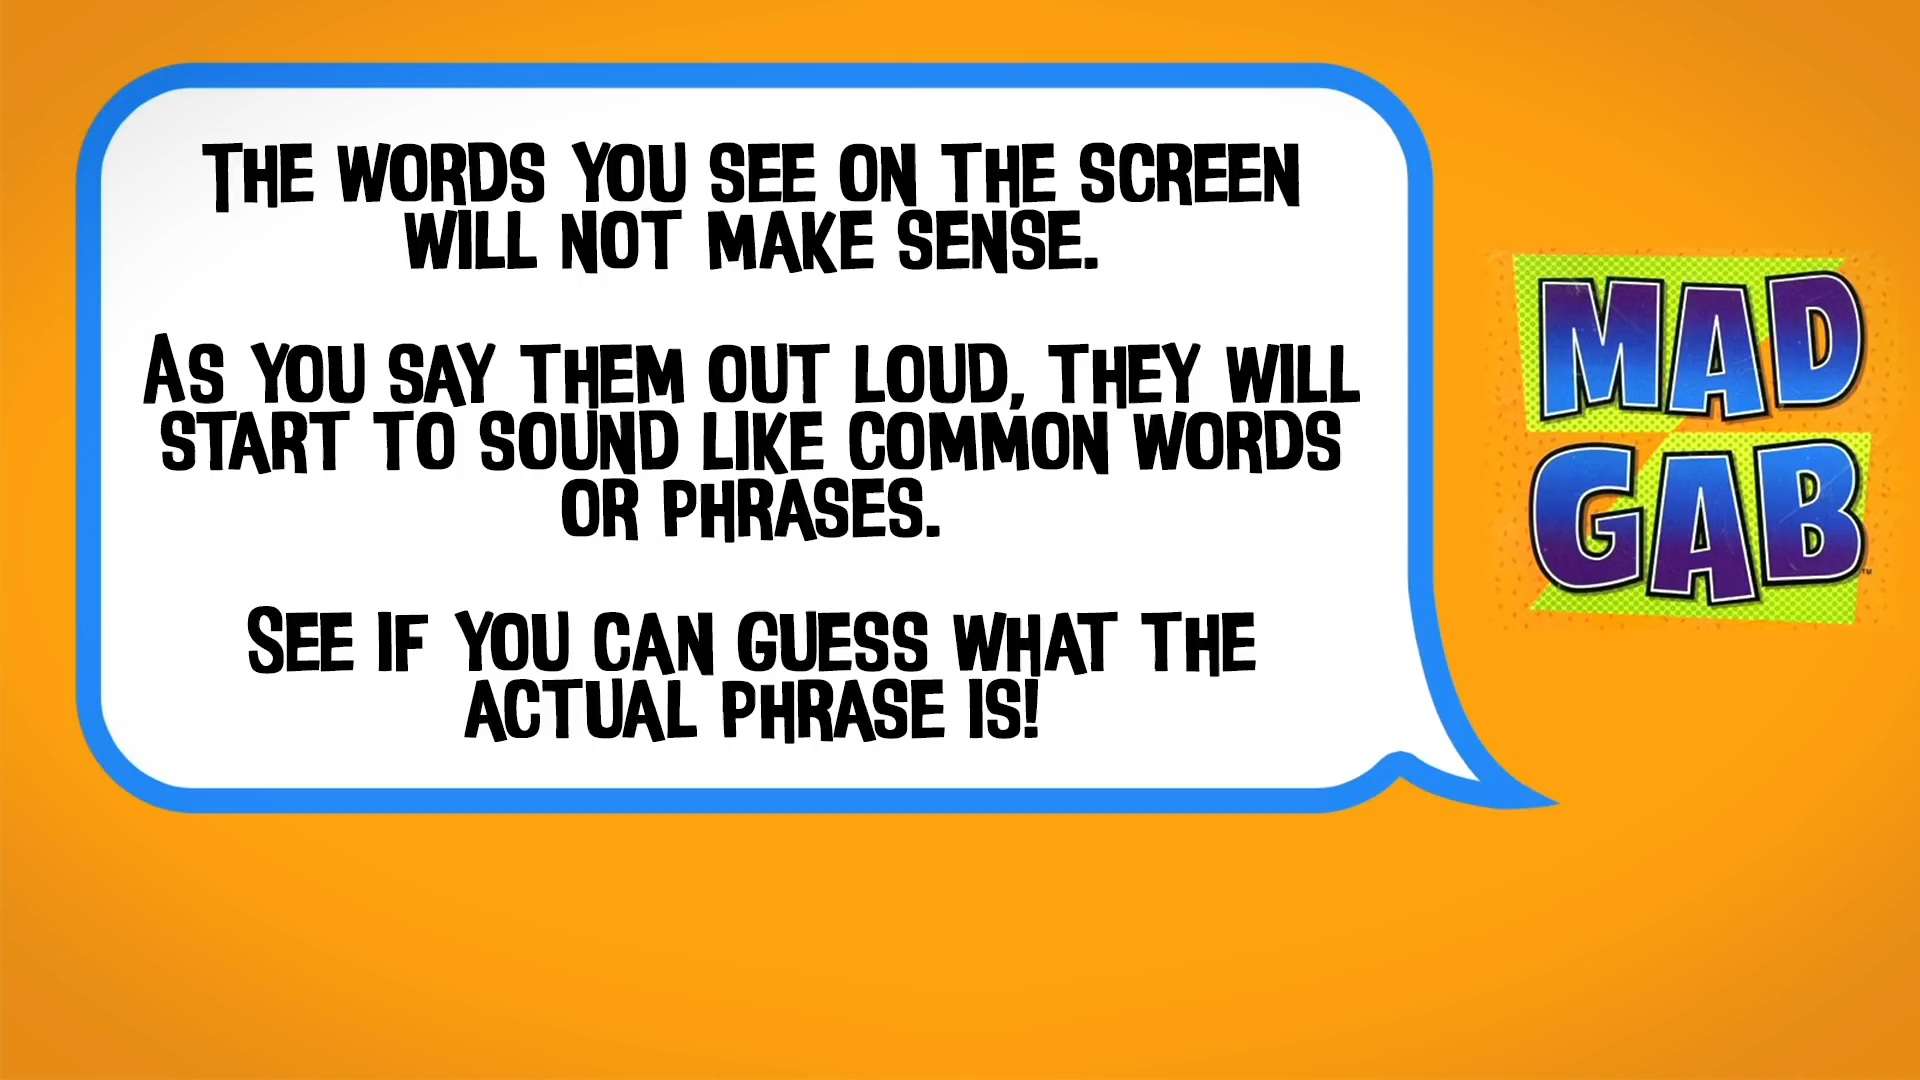 The words you see on the screen
will not make sense.
As you say them out loud, they will
start to sound like common words
or phrases.
See if you can guess what the
actual phrase is!
MAD
GAB
TM